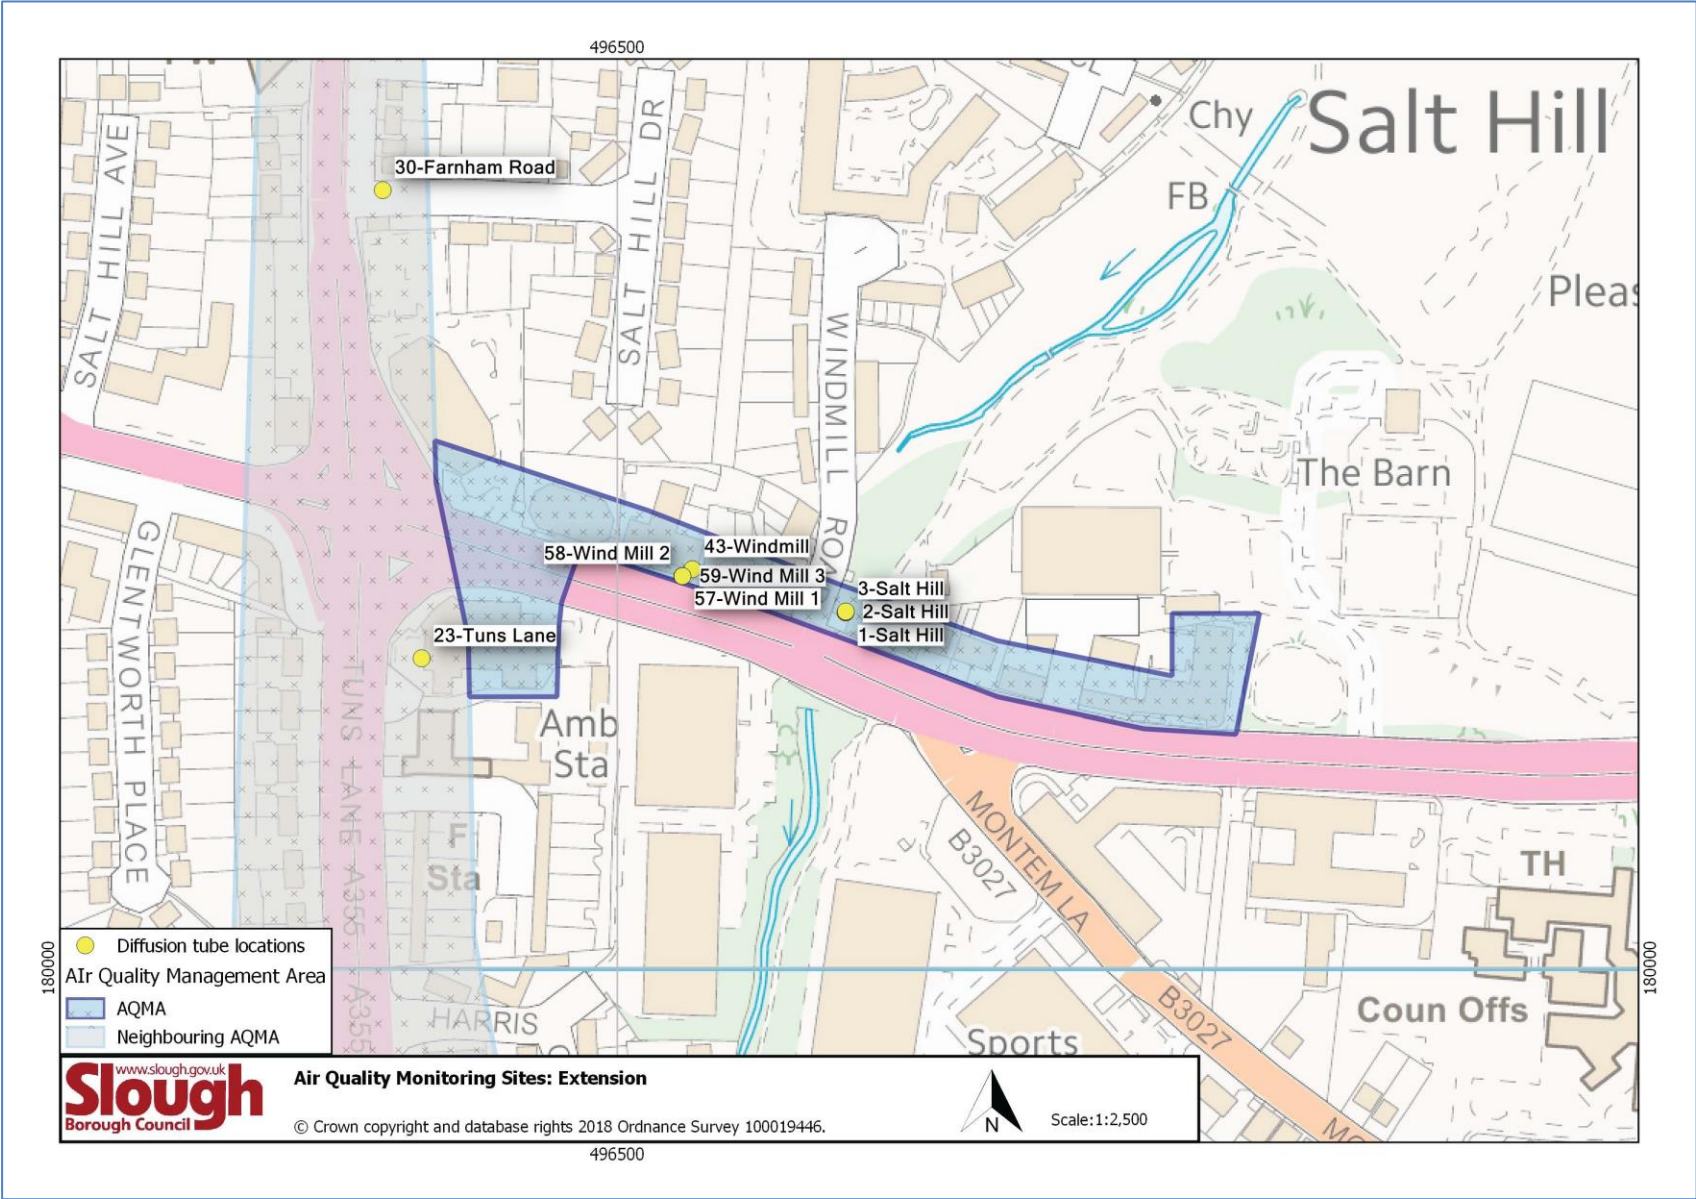 496500
Salt Hill
Chy
30-Farnham Road
FB
SALT HILL AVE
SALT HILL DR
WINDMILL ROA
Pleas
The Barn
43-Windmill
58-Wind Mill 2
59-Wind Mill 3
57-Wind Mill 1
3-Salt Hill
2-Salt Hill
1-Salt Hill
23-Tuns Lane
GLENTWORTH PLACE
TUNS LANE A355
A355
Amb
Sta
F
Sta
MONTEM LA
B3027
TH
180000
180000
B3027
Coun Offs
HARRIS
Sports
MO
Diffusion tube locations
AIr Quality Management Area
AQMA
Neighbouring AQMA
www.slough.gov.uk
Slough
Borough Council
Air Quality Monitoring Sites: Extension
© Crown copyright and database rights 2018 Ordnance Survey 100019446.
N
Scale:1:2,500
496500